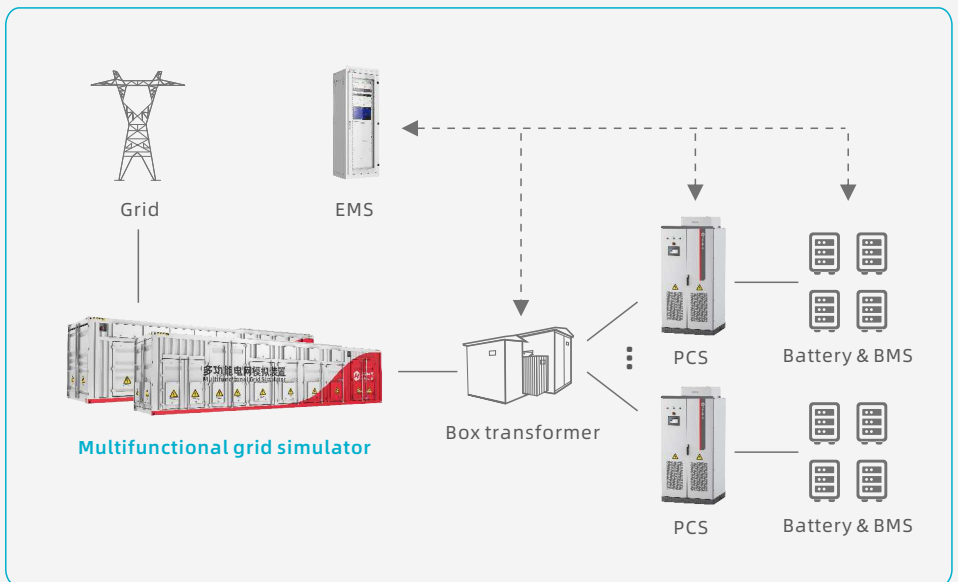 Grid
EMS
多功能电网模拟装置
Multifunctional Grid Simulator
PCS
Battery & BMS
Box transformer
Multifunctional grid simulator
PCS
Battery & BMS